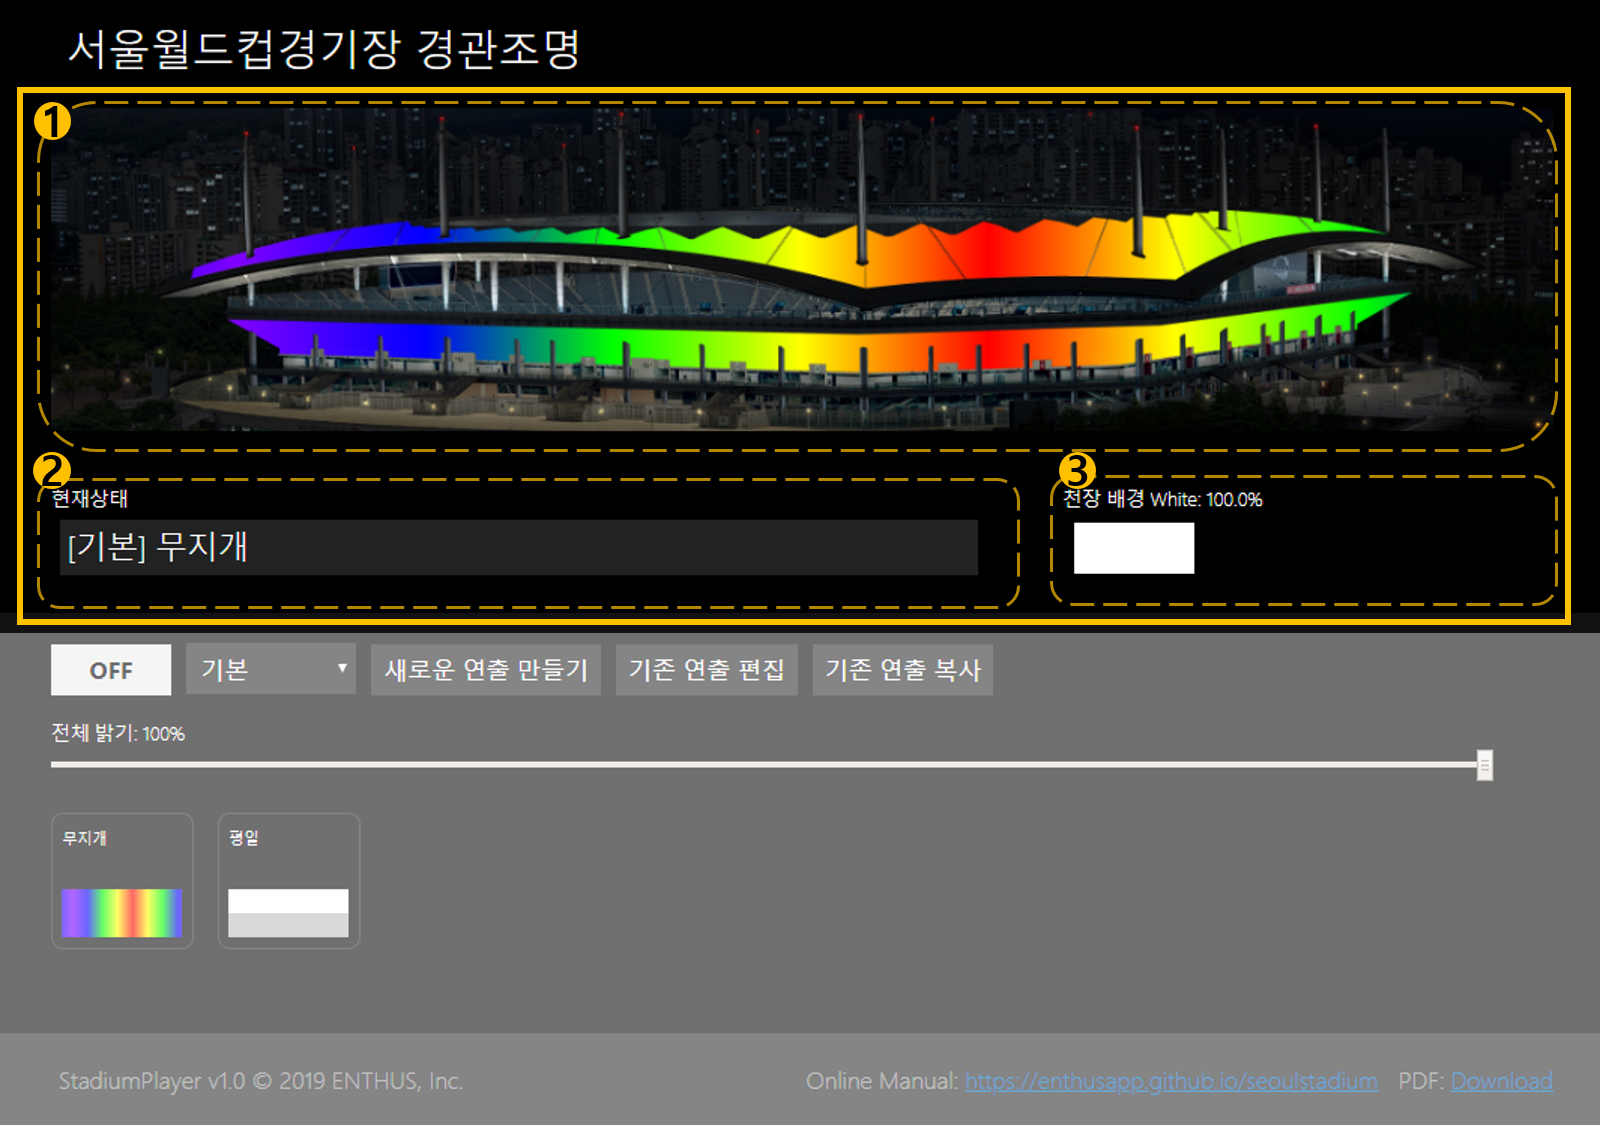 서울월드컵경기장 경관조명
1
2
현재상태
[기본] 무지개
3
천장 배경 White: 100.0%
OFF
기본
새로운 연출 만들기
기존 연출 편집
기존 연출 복사
전체 밝기: 100%
무지개
평일
StadiumPlayer v1.0 © 2019 ENTHUS, Inc.
Online Manual: https://enthusapp.github.io/seoulstadium PDF: Download